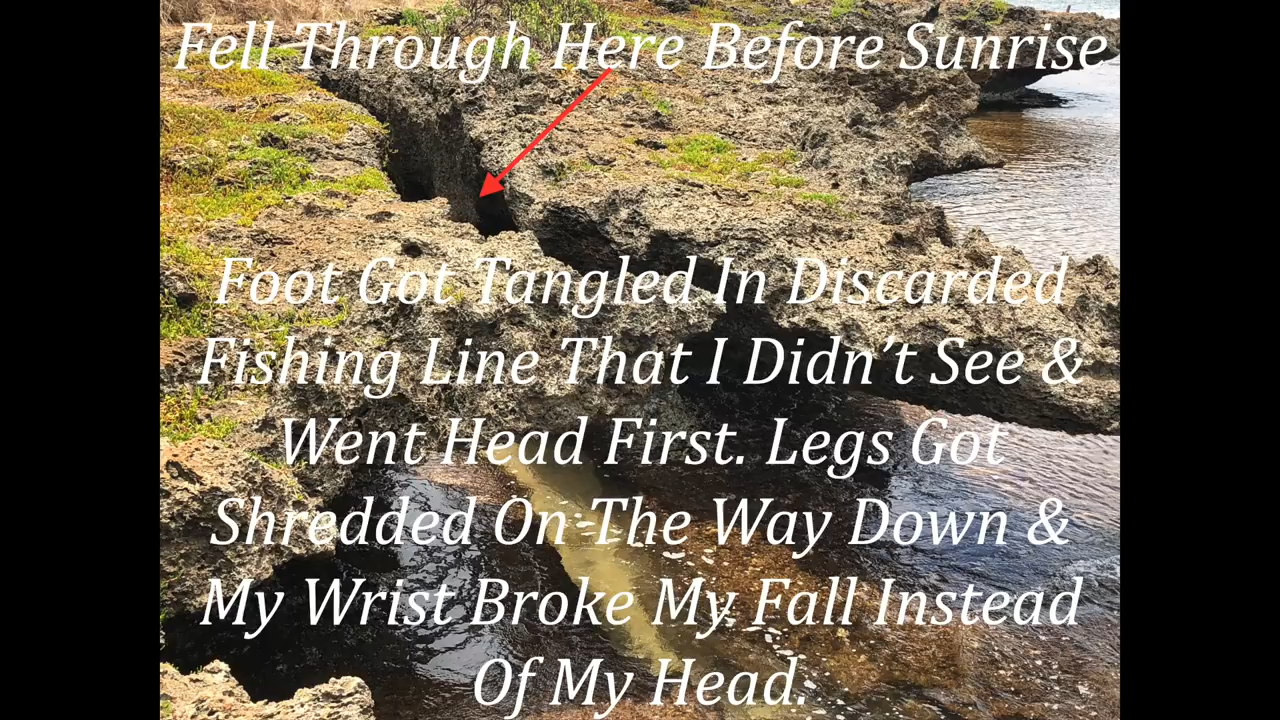 Fell Through Here Before Sunrise
Foot Got Tangled In Discarded
Fishing Line That I Didn’t See &
Went Head First. Legs Got
Shredded On The Way Down &
My Wrist Broke My Fall Instead
Of My Head.